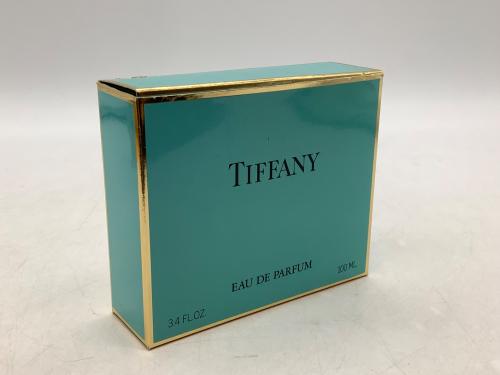 TIFFANY
EAU DE PARFUM
3.4 FL.OZ
100 ML